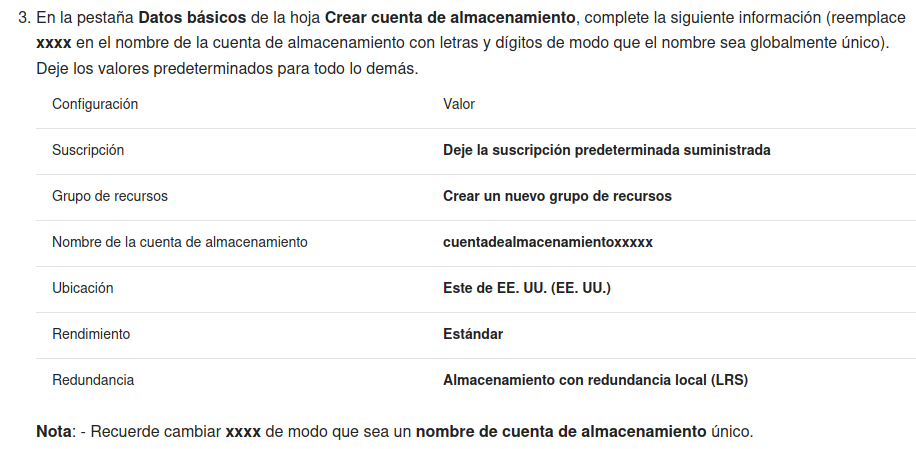 3. En la pestaña Datos básicos de la hoja Crear cuenta de almacenamiento, complete la siguiente información (reemplace
xxxx en el nombre de la cuenta de almacenamiento con letras y dígitos de modo que el nombre sea globalmente único).
Deje los valores predeterminados para todo lo demás.
Configuración Valor
Suscripción Deje la suscripción predeterminada suministrada
Grupo de recursos Crear un nuevo grupo de recursos
Nombre de la cuenta de almacenamiento cuentadealmacenamientoxxxxx
Ubicación Este de EE. UU. (EE. UU.)
Rendimiento Estándar
Redundancia Almacenamiento con redundancia local (LRS)
Nota: - Recuerde cambiar xxxx de modo que sea un nombre de cuenta de almacenamiento único.